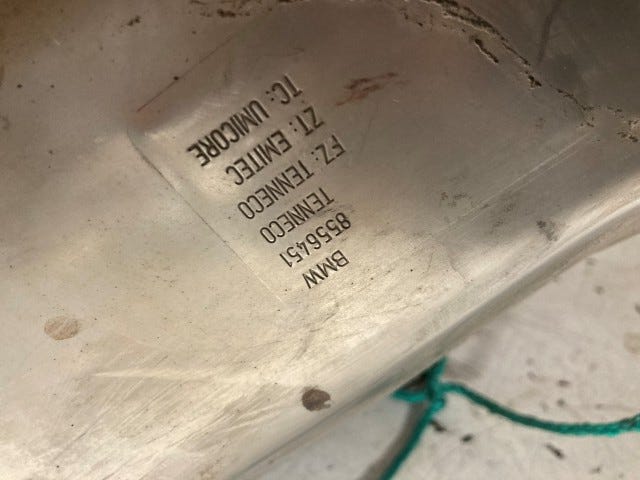 BMW
8556451
TENNECO
FZ: TENNECO
ZT: EMITEC
TC: UMICORE